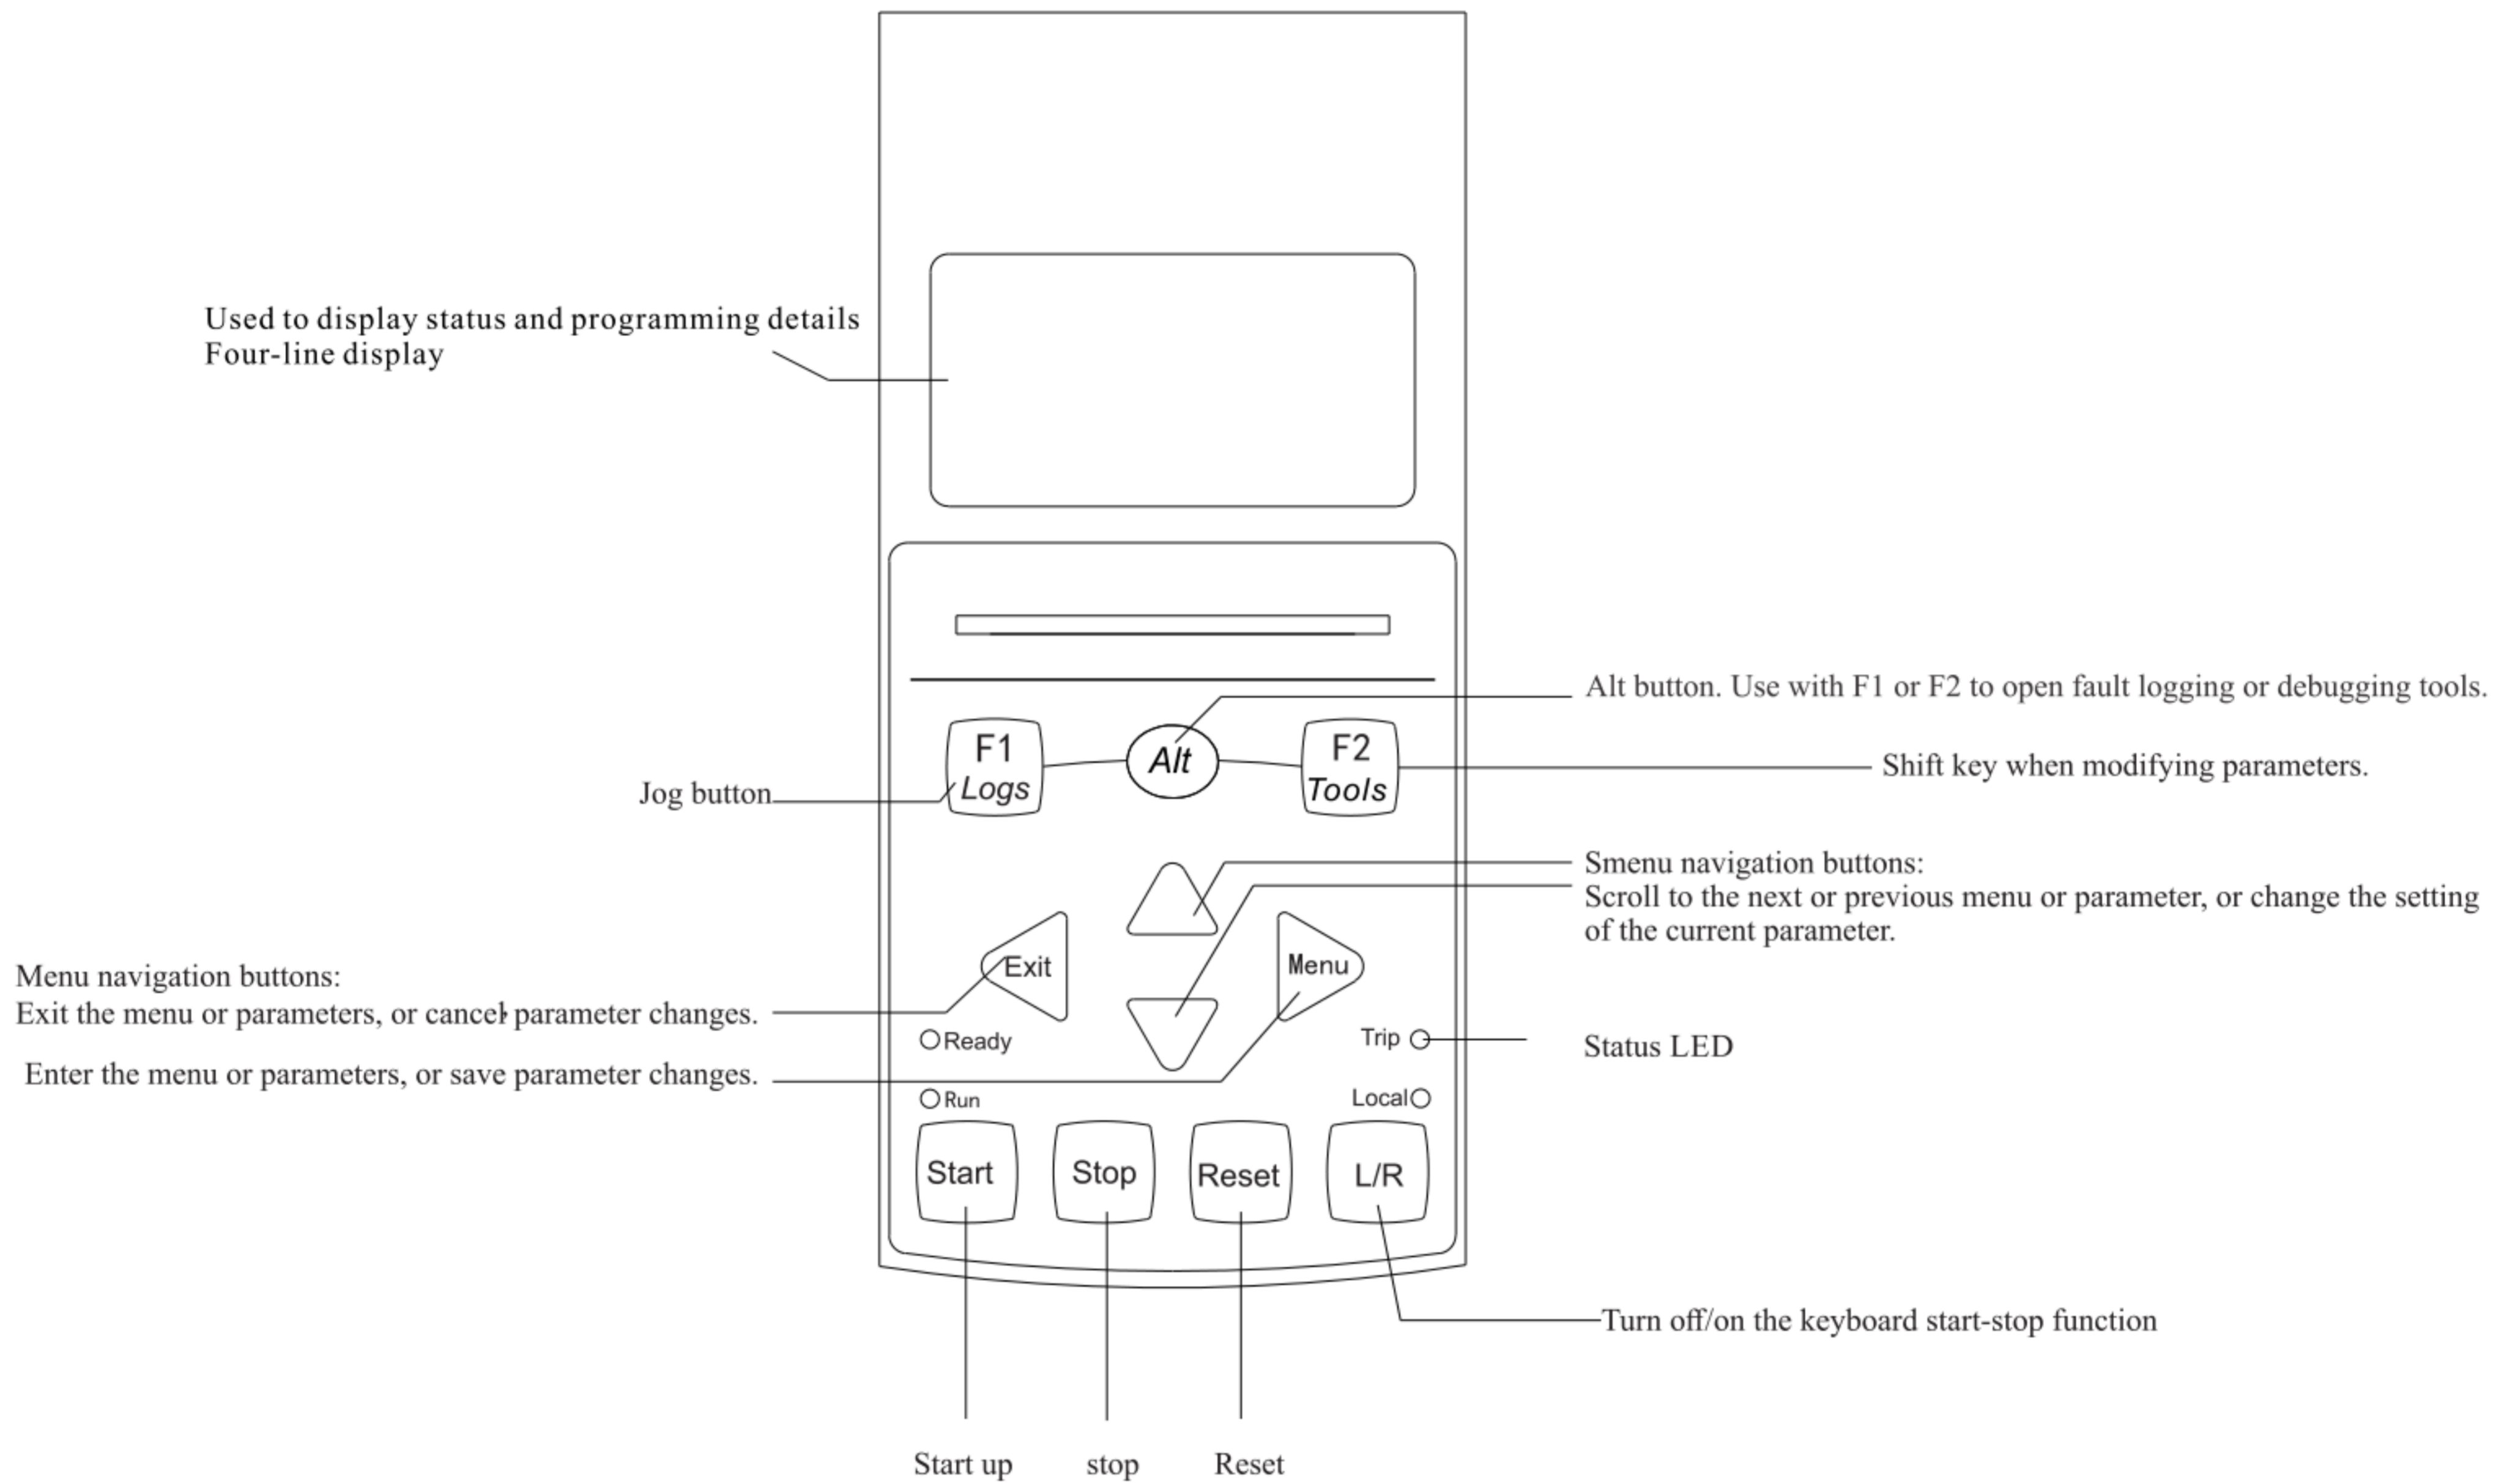 Used to display status and programming details
Four-line display
Alt button. Use with F1 or F2 to open fault logging or debugging tools.
F1
Logs
Alt
F2
Tools
Shift key when modifying parameters.
Jog button
Smenu navigation buttons:
Scroll to the next or previous menu or parameter, or change the setting
of the current parameter.
Exit
Menu
Menu navigation buttons:
Exit the menu or parameters, or cancel parameter changes.
Ready
Trip
Status LED
Enter the menu or parameters, or save parameter changes.
Run
Local
Start
Stop
Reset
L/R
Turn off/on the keyboard start-stop function
Start up
stop
Reset